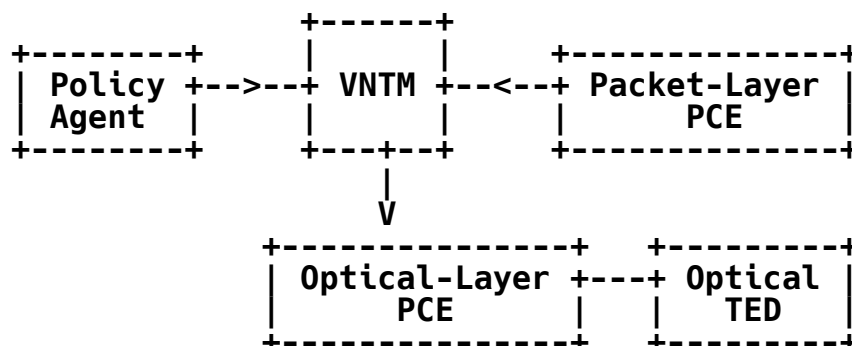 Policy Agent
VNTM
Packet-Layer PCE
V
Optical-Layer PCE
Optical TED